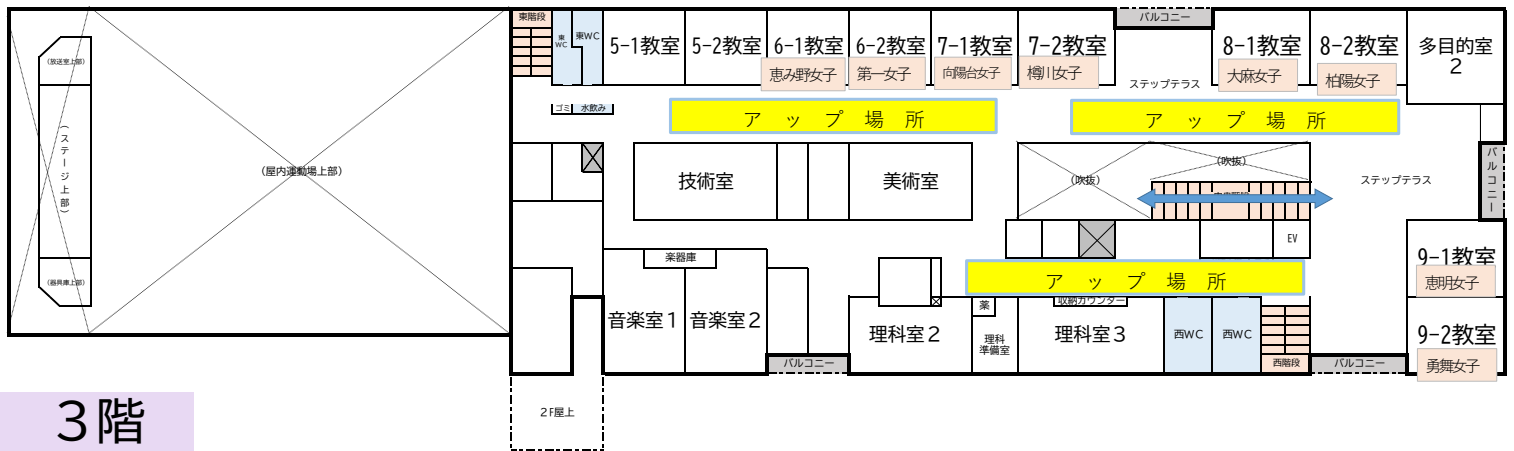 東階段
東WC
東WC
5-1教室
5-2教室
6-1教室
恵み野女子
6-2教室
第一女子
7-1教室
向陽台女子
7-2教室
樽川女子
バルコニー
ステップテラス
8-1教室
大麻女子
8-2教室
柏陽女子
多目的室
2
(放送室上部)
(ステージ上部)
(器具庫上部)
(屋内運動場上部)
ゴミ
水飲み
アップ場所
アップ場所
技術室
美術室
(吹抜)
(吹抜)
ステップテラス
バルコニー
EV
楽器庫
アップ場所
9-1教室
恵明女子
音楽室1
音楽室2
バルコニー
理科室2
薬
理科
準備室
収納カウンター
理科室3
西WC
西WC
西階段
バルコニー
9-2教室
勇舞女子
2F屋上
3階